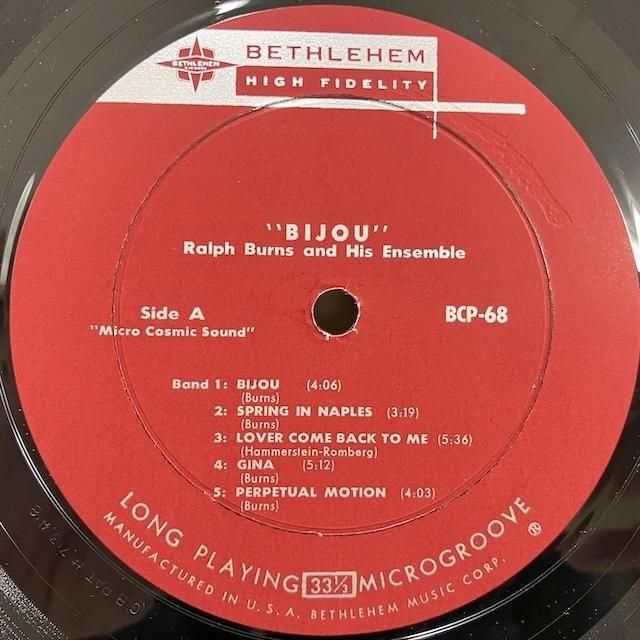 BETHLEHEM
BETHLEHEM
HIGH FIDELITY
"BIJOU"
Ralph Burns and His Ensemble
Side A
BCP-68
"Micro Cosmic Sound"
Band 1: BIJOU (4:06)
(Burns)
2: SPRING IN NAPLES (3:19)
(Burns)
3: LOVER COME BACK TO ME (5:36)
(Hammerstein-Romberg)
4: GINA (5:12)
(Burns)
5: PERPETUAL MOTION (4:03)
(Burns)
LONG PLAYING 33⅓ MICROGROOVE ®
MANUFACTURED IN U.S.A. BETHLEHEM MUSIC CORP.